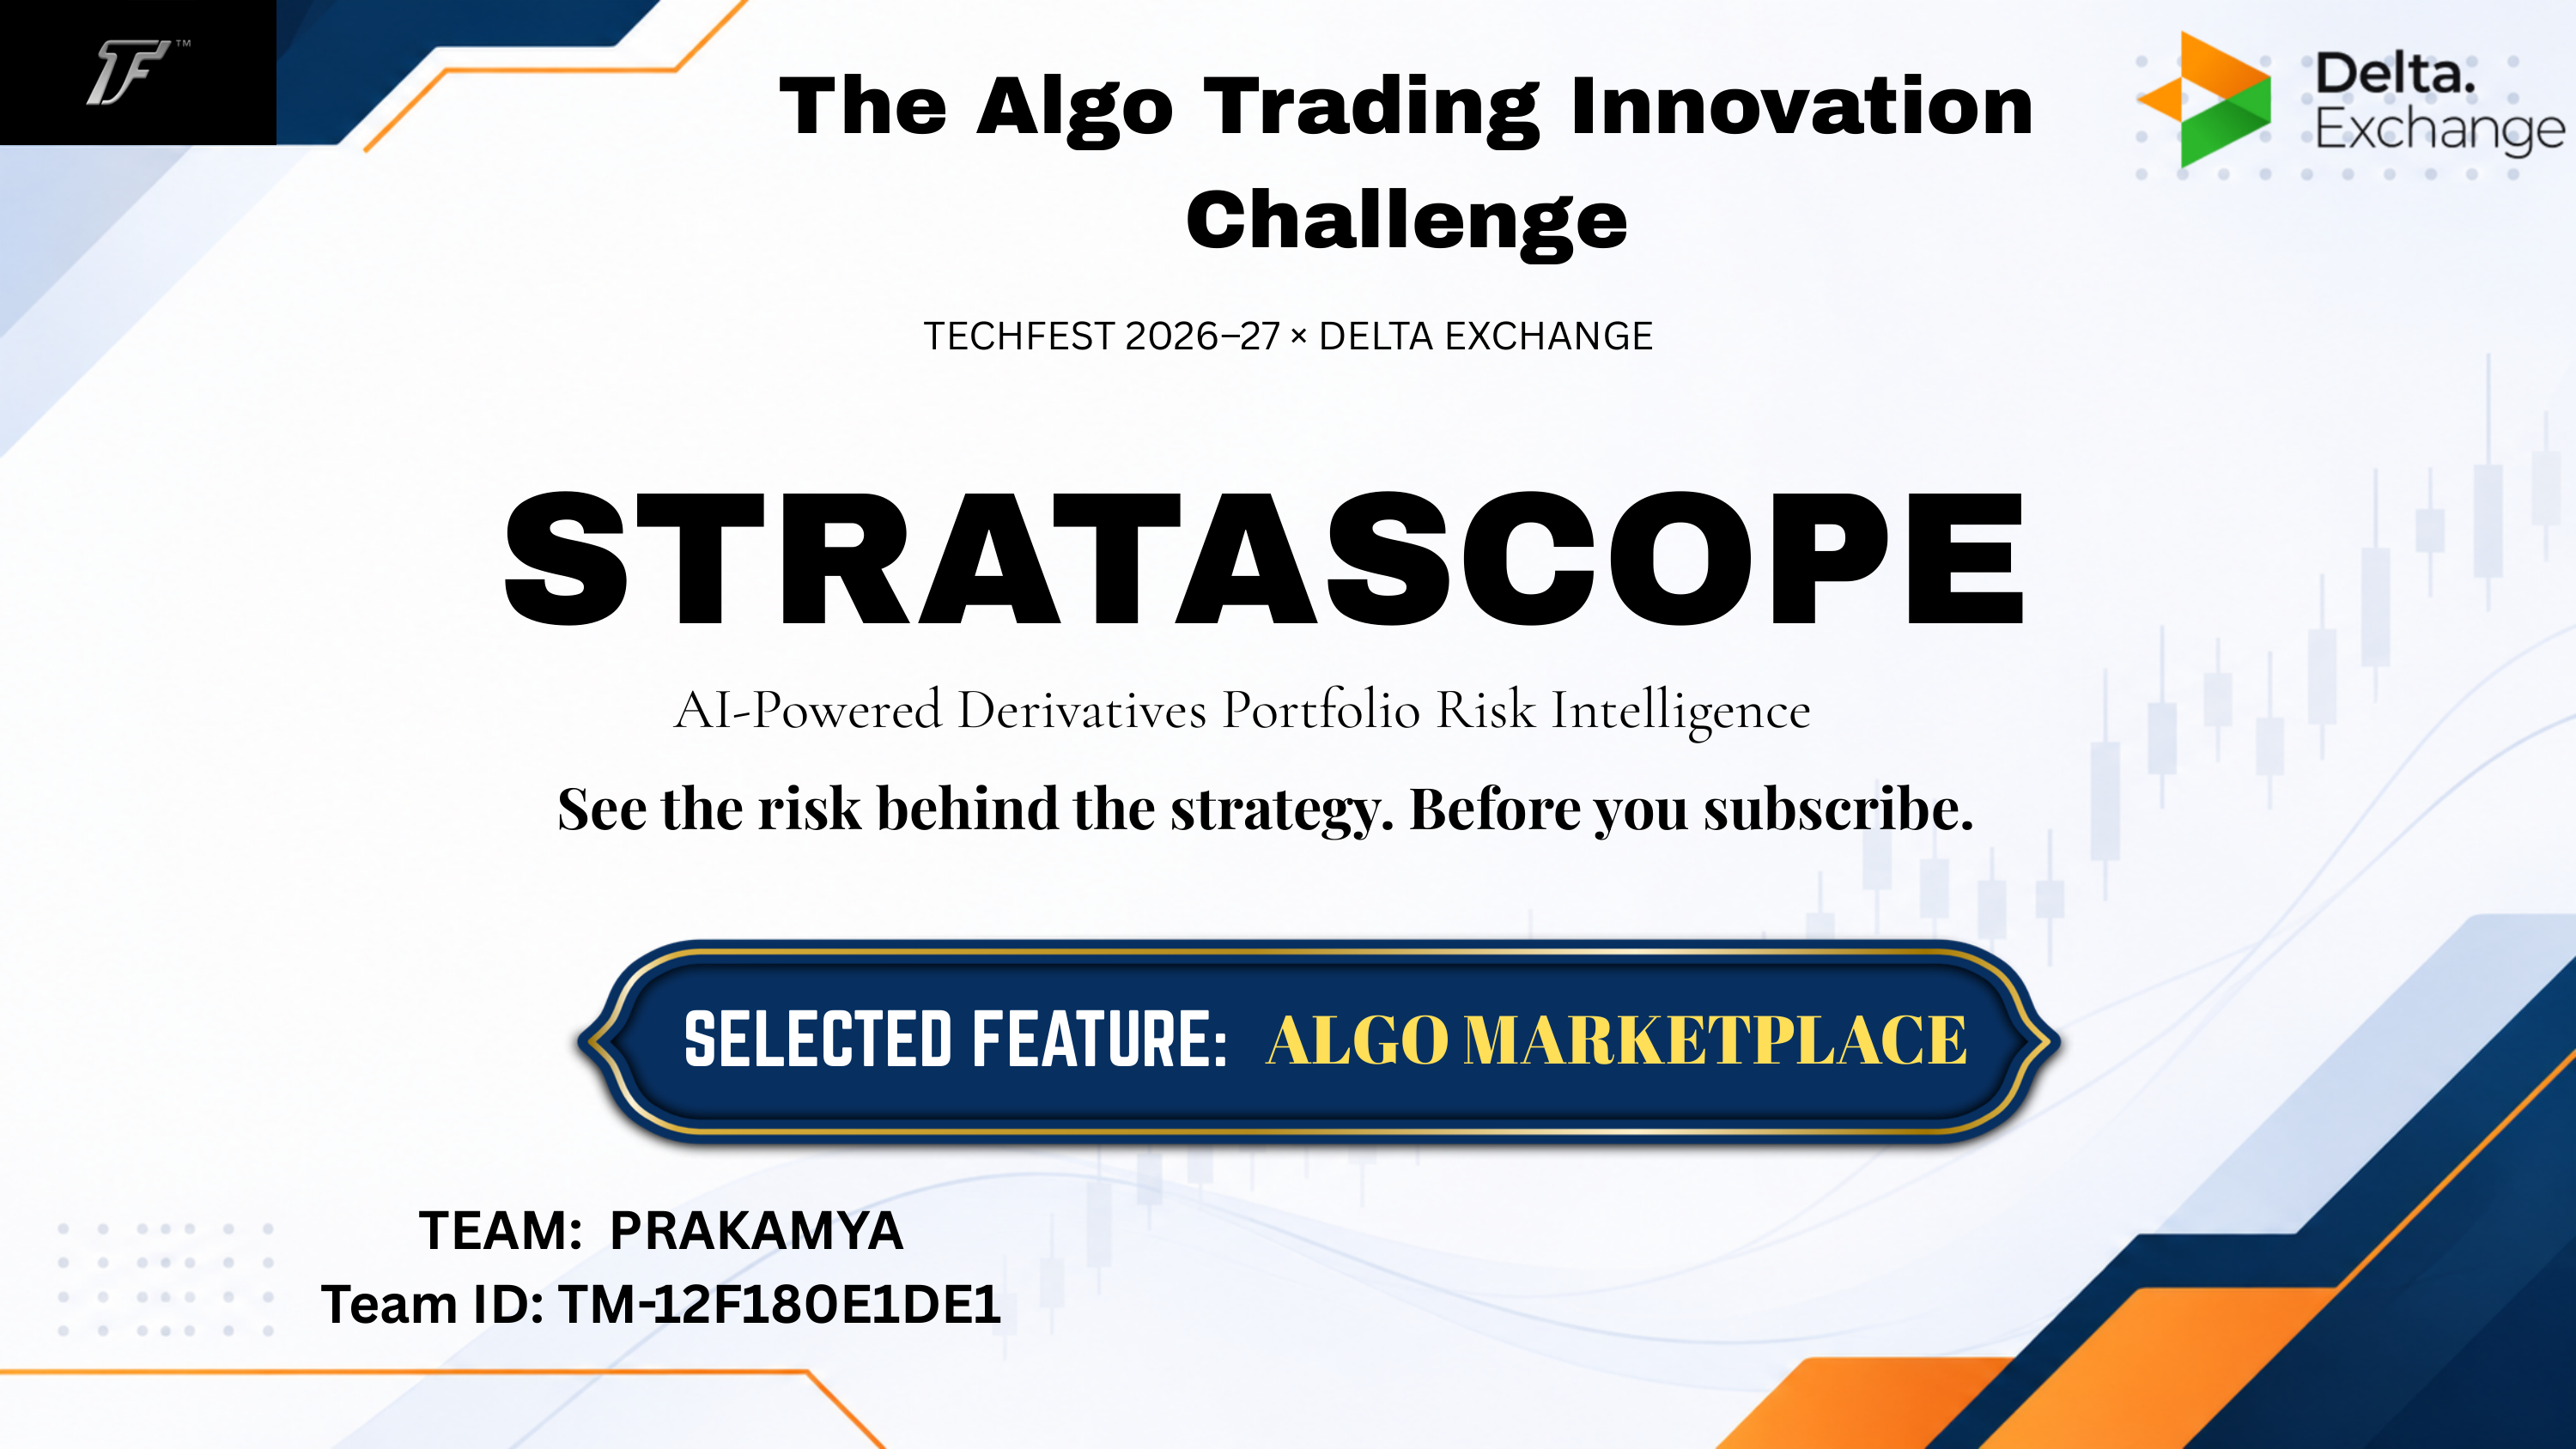 TF™
The Algo Trading Innovation
Challenge
Delta.
Exchange
TECHFEST 2026–27 × DELTA EXCHANGE
STRATASCOPE
AI-Powered Derivatives Portfolio Risk Intelligence
See the risk behind the strategy. Before you subscribe.
SELECTED FEATURE: ALGO MARKETPLACE
TEAM: PRAKAMYA
Team ID: TM-12F180E1DE1